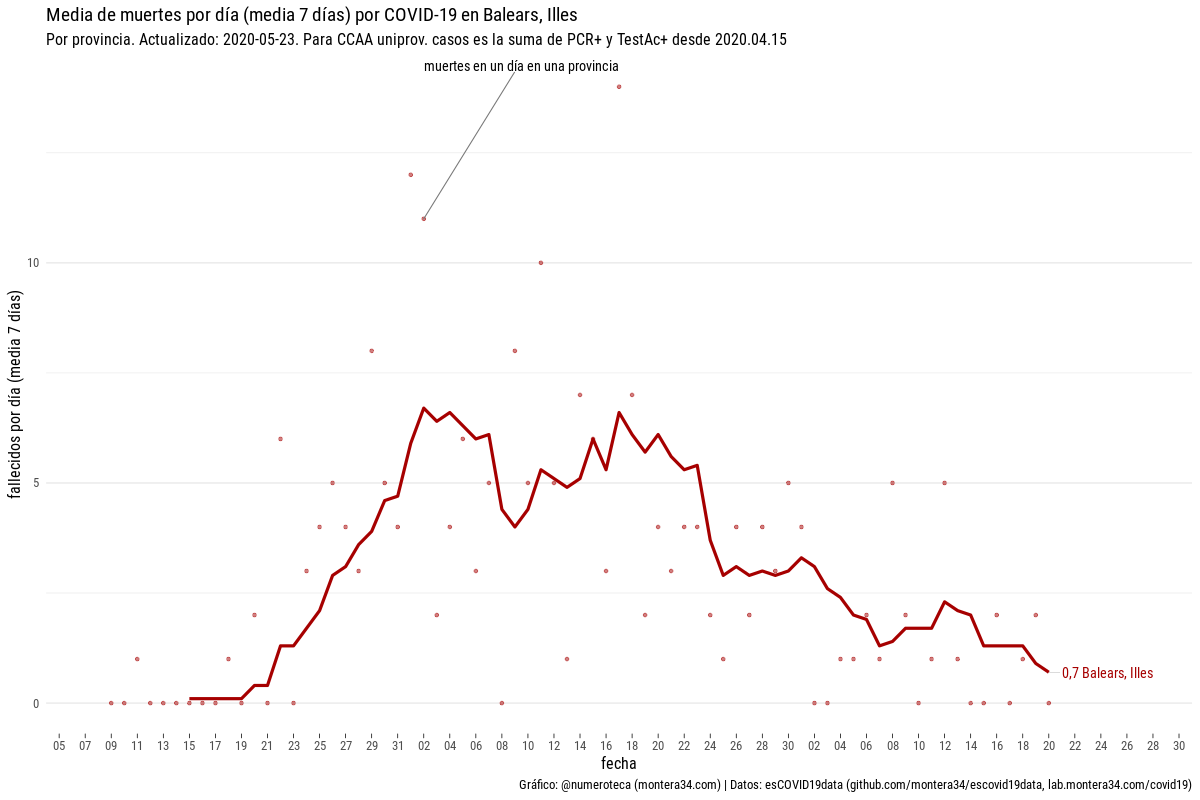 Media de muertes por día (media 7 días) por COVID-19 en Balears, Illes
Por provincia. Actualizado: 2020-05-23. Para CCAA uniprov. casos es la suma de PCR+ y TestAc+ desde 2020.04.15
muertes en un día en una provincia
fallecidos por día (media 7 días)
10
5
0
0,7 Balears, Illes
05 07 09 11 13 15 17 19 21 23 25 27 29 31 02 04 06 08 10 12 14 16 18 20 22 24 26 28 30 02 04 06 08 10 12 14 16 18 20 22 24 26 28 30
fecha
Gráfico: @numeroteca (montera34.com) | Datos: esCOVID19data (github.com/montera34/escovid19data, lab.montera34.com/covid19)